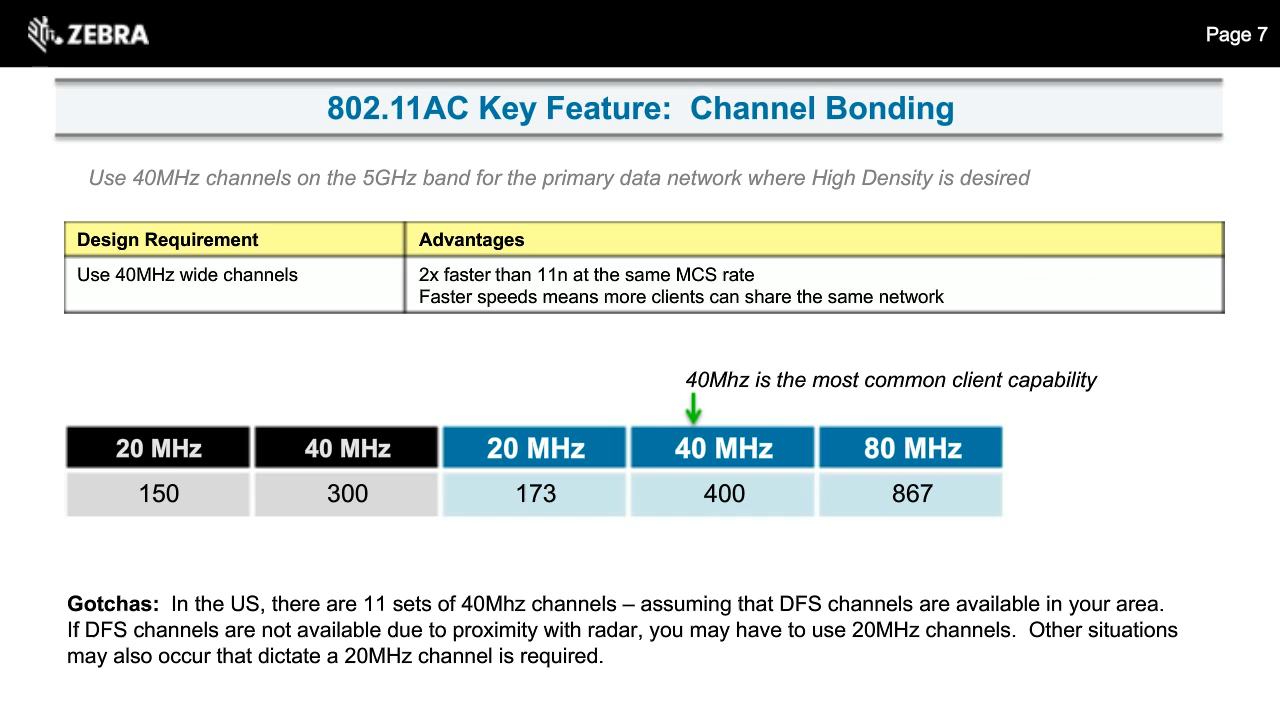 ZEBRA
Page 7
802.11AC Key Feature:  Channel Bonding
Use 40MHz channels on the 5GHz band for the primary data network where High Density is desired
Design Requirement
Advantages
Use 40MHz wide channels
2x faster than 11n at the same MCS rate
Faster speeds means more clients can share the same network
40Mhz is the most common client capability
20 MHz
40 MHz
20 MHz
40 MHz
80 MHz
150
300
173
400
867
Gotchas:  In the US, there are 11 sets of 40Mhz channels – assuming that DFS channels are available in your area.
If DFS channels are not available due to proximity with radar, you may have to use 20MHz channels.  Other situations
may also occur that dictate a 20MHz channel is required.